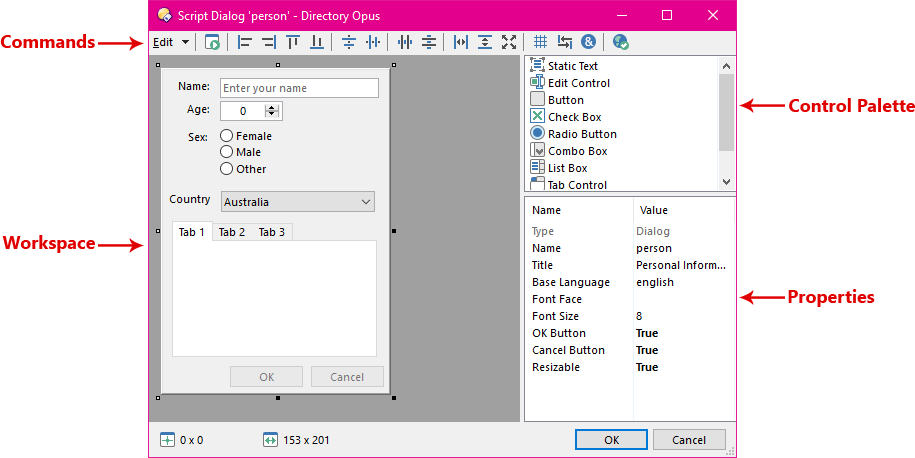 Script Dialog 'person' - Directory Opus
Commands
Edit
Name:
Enter your name
Age:
0
Sex:
Female
Male
Other
Country
Australia
Tab 1 Tab 2 Tab 3
OK Cancel
Workspace
Static Text
Edit Control
Button
Check Box
Radio Button
Combo Box
List Box
Tab Control
Control Palette
Name Value
Type Dialog
Name person
Title Personal Inform...
Base Language english
Font Face
Font Size 8
OK Button True
Cancel Button True
Resizable True
Properties
0 x 0 153 x 201
OK Cancel